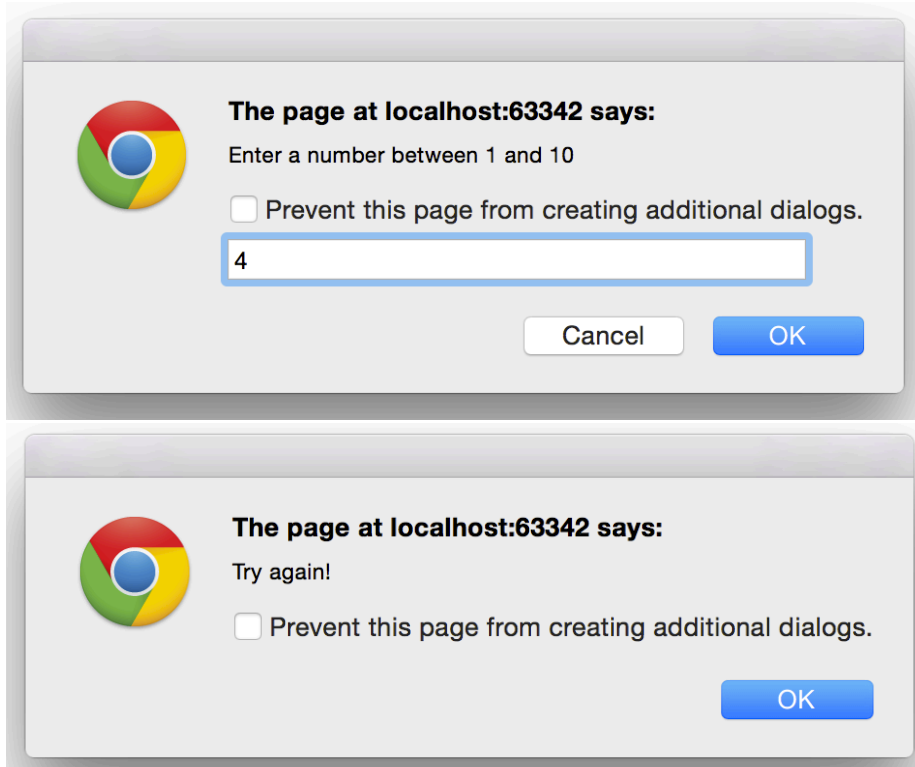 The page at localhost:63342 says:
Enter a number between 1 and 10
Prevent this page from creating additional dialogs.
4
Cancel OK
The page at localhost:63342 says:
Try again!
Prevent this page from creating additional dialogs.
OK